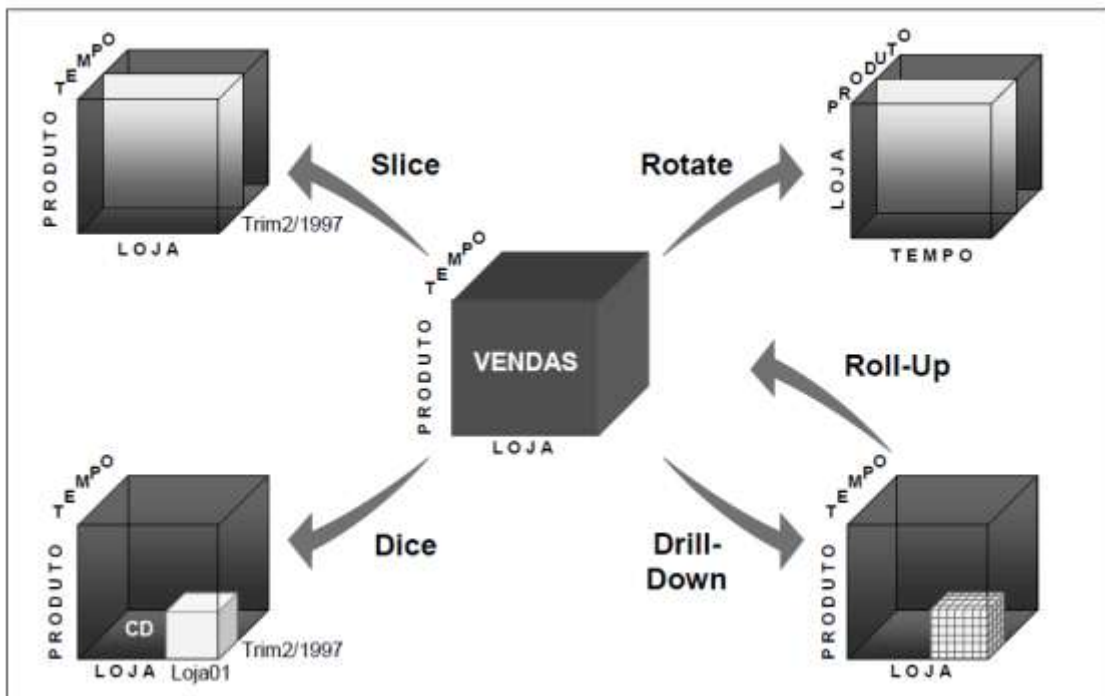 TEMPO
PRODUTO
LOJA
Trim2/1997
Slice
Rotate
PRODUTO
LOJA
TEMPO
TEMPO
PRODUTO
VENDAS
LOJA
Roll-Up
TEMPO
PRODUTO
CD
LOJA
Loja01
Trim2/1997
Dice
Drill-
Down
TEMPO
PRODUTO
LOJA